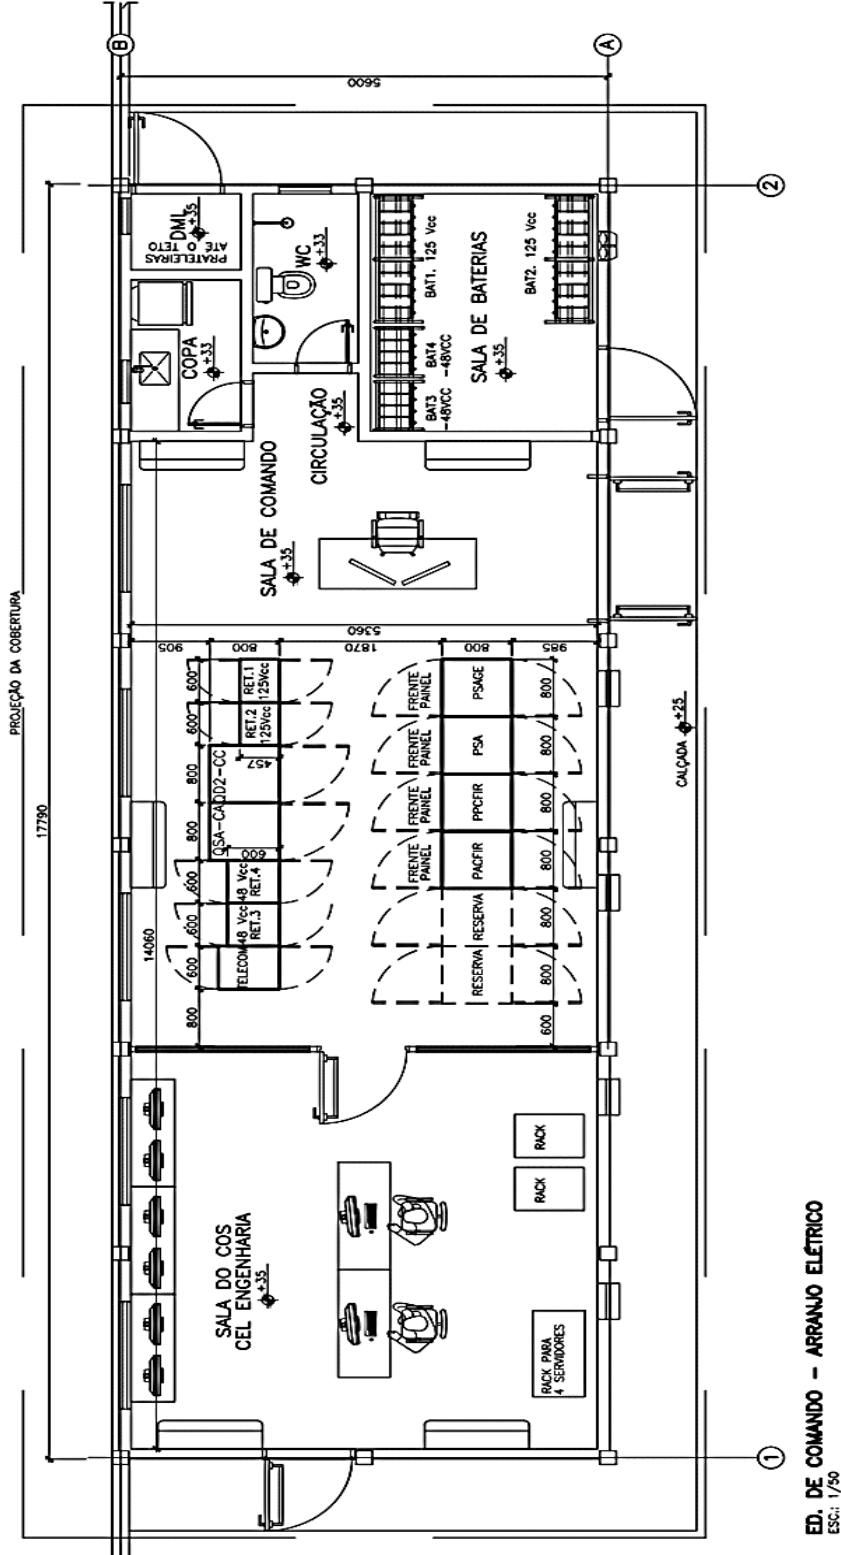 B
A
5600
2
PROJEÇÃO DA COBERTURA
17790
14060
DML
+35
PRATELEIRAS
ATÉ O TETO
WC
+33
COPA
+33
CIRCULAÇÃO
+35
SALA DE BATERIAS
+35
BAT1. 125 Vcc
BAT2. 125 Vcc
BAT4
-48VCC
BAT3
-48VCC
SALA DE COMANDO
+35
5360
905
800
1870
800
985
600
600
800
800
600
600
600
800
RET.1
125Vcc
RET.2
125Vcc
457
QSA-CAQD2-CC
600
48 Vcc
RET.4
48 Vcc
RET.3
TELECOM
FRENTE
PAINEL
PSAGE
800
FRENTE
PAINEL
PSA
800
FRENTE
PAINEL
PPCFIR
800
FRENTE
PAINEL
PACFIR
800
RESERVA
800
RESERVA
800
600
CALÇADA
+25
SALA DO COS
CEL ENGENHARIA
+35
RACK
RACK
RACK PARA
4 SERVIDORES
1
ED. DE COMANDO - ARRANJO ELÉTRICO
ESC.: 1/50